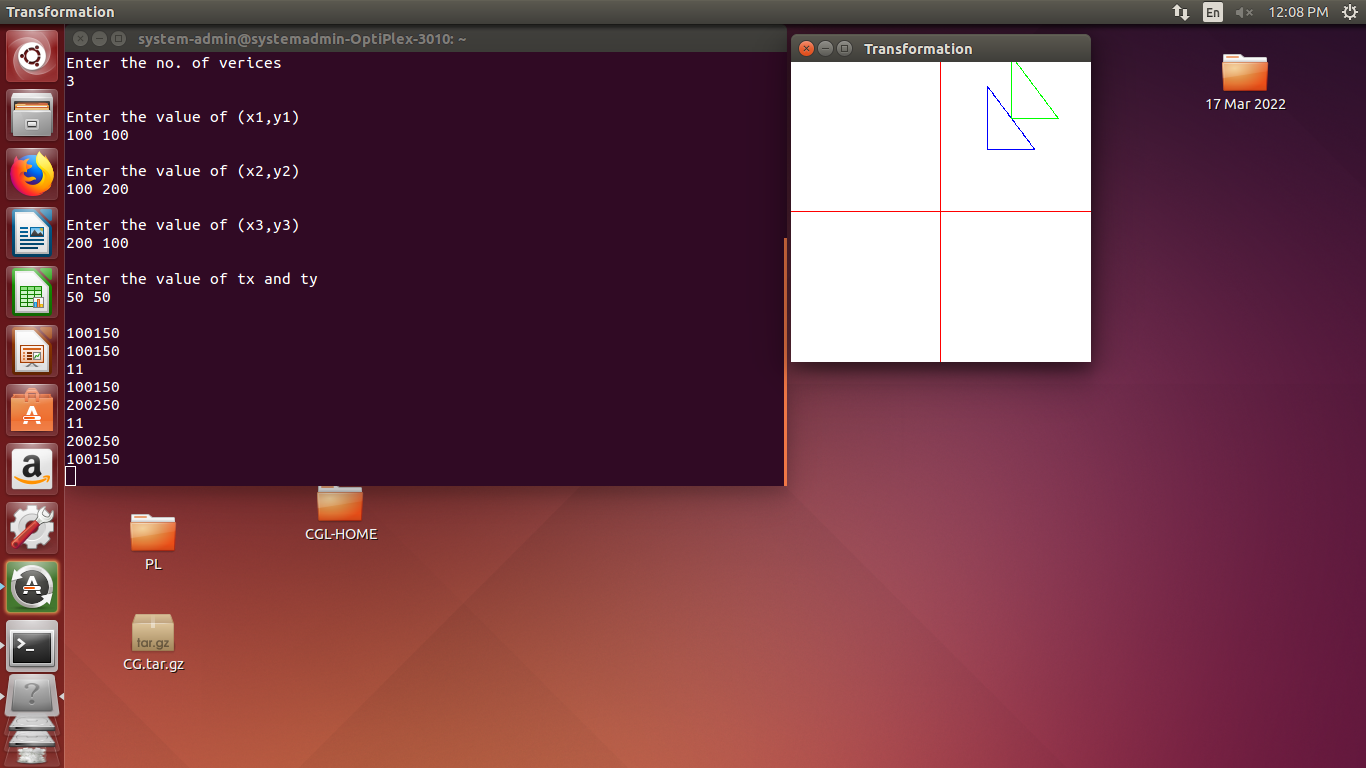 Transformation
En
12:08 PM
system-admin@systemadmin-OptiPlex-3010: ~
Enter the no. of verices
3
Enter the value of (x1,y1)
100 100
Enter the value of (x2,y2)
100 200
Enter the value of (x3,y3)
200 100
Enter the value of tx and ty
50 50
100150
100150
11
100150
200250
11
200250
100150
Transformation
17 Mar 2022
CGL-HOME
PL
tar.gz
CG.tar.gz